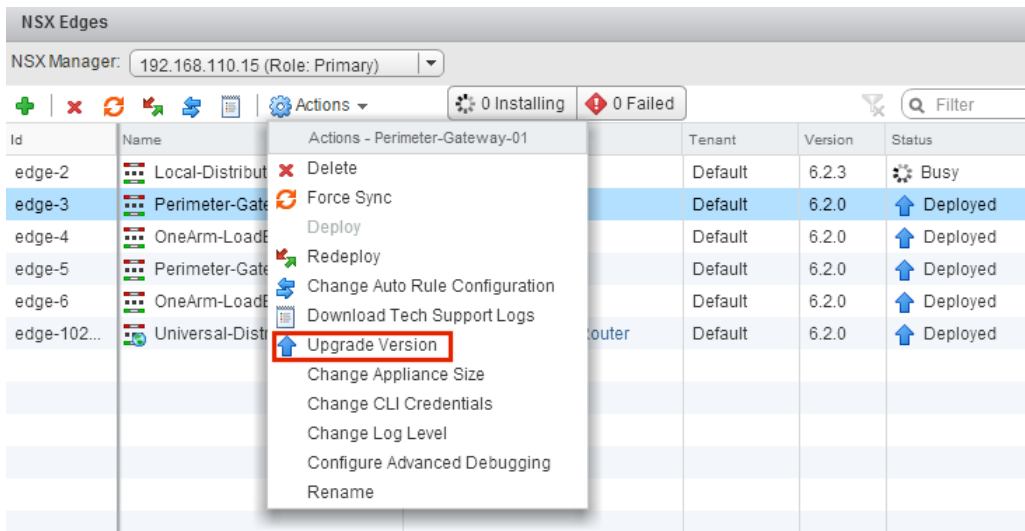 NSX Edges
NSX Manager: 192.168.110.15 (Role: Primary)
Actions 0 Installing 0 Failed Filter
Id Name Tenant Version Status
Actions - Perimeter-Gateway-01
Delete
Force Sync
Deploy
Redeploy
Change Auto Rule Configuration
Download Tech Support Logs
Upgrade Version
Change Appliance Size
Change CLI Credentials
Change Log Level
Configure Advanced Debugging
Rename
edge-2 Local-Distribut Default 6.2.3 Busy
edge-3 Perimeter-Gate Default 6.2.0 Deployed
edge-4 OneArm-LoadB Default 6.2.0 Deployed
edge-5 Perimeter-Gate Default 6.2.0 Deployed
edge-6 OneArm-LoadB Default 6.2.0 Deployed
edge-102... Universal-Distr outer Default 6.2.0 Deployed